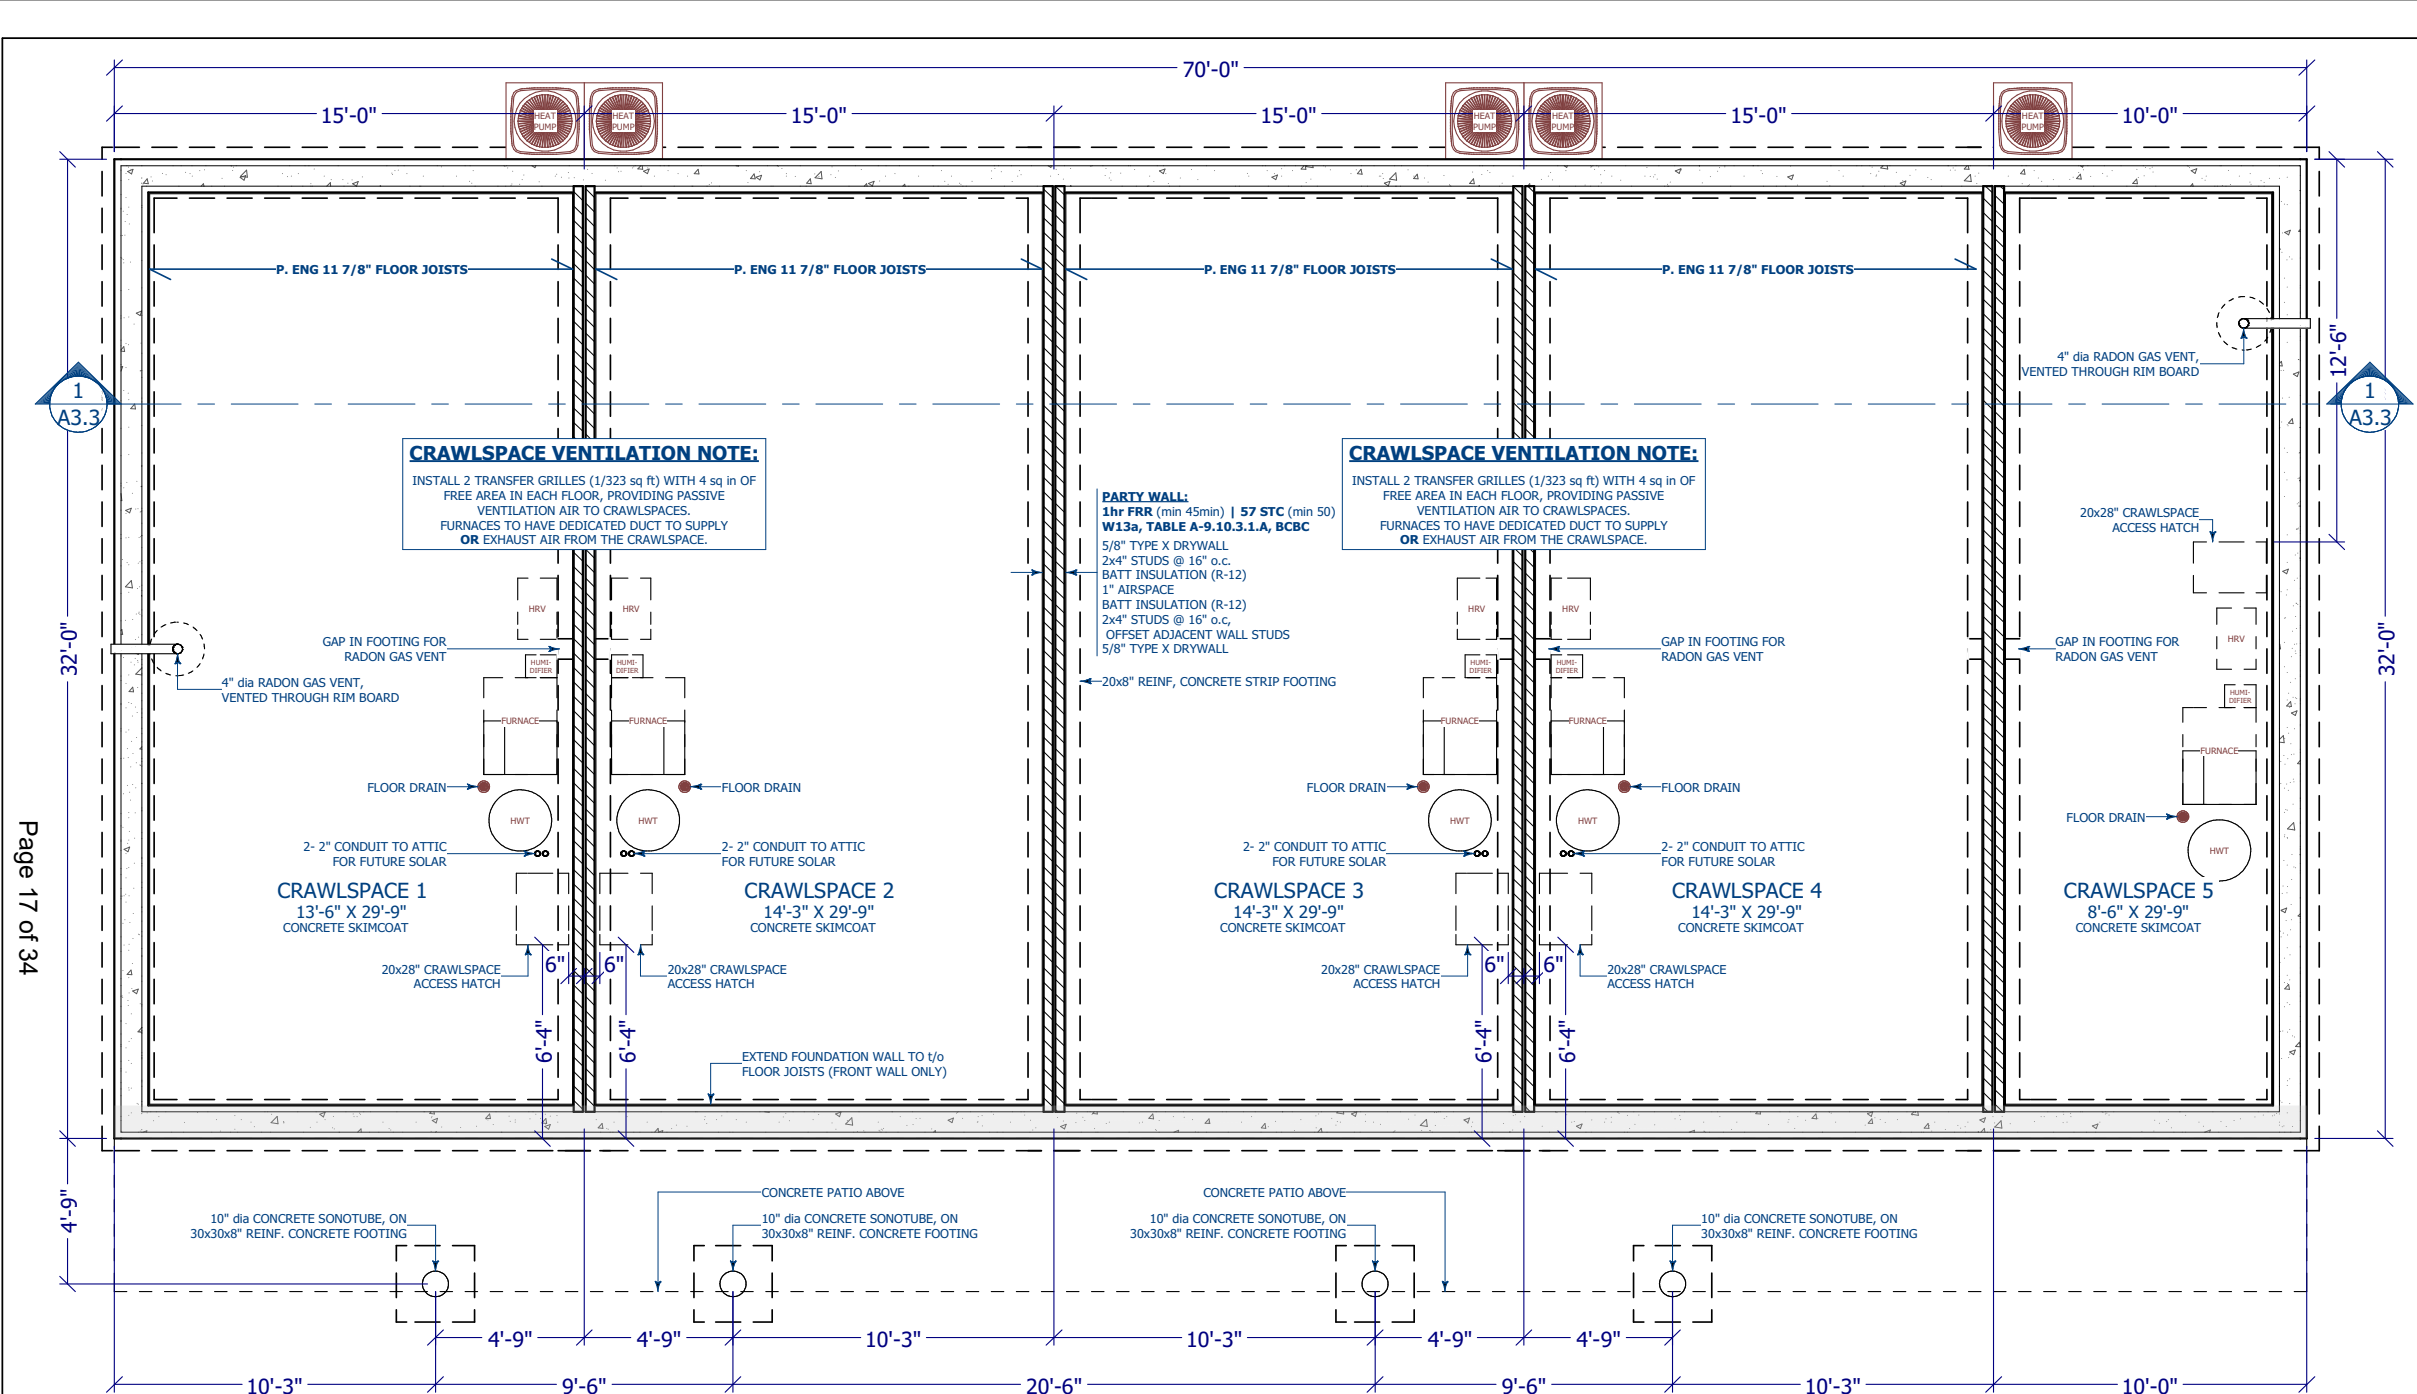 70'-0"
15'-0"
15'-0"
15'-0"
15'-0"
10'-0"
HEAT
PUMP
HEAT
PUMP
HEAT
PUMP
HEAT
PUMP
HEAT
PUMP
P. ENG 11 7/8" FLOOR JOISTS
P. ENG 11 7/8" FLOOR JOISTS
P. ENG 11 7/8" FLOOR JOISTS
P. ENG 11 7/8" FLOOR JOISTS
4" dia RADON GAS VENT,
VENTED THROUGH RIM BOARD
12'-6"
1
A3.3
1
A3.3
CRAWLSPACE VENTILATION NOTE:
INSTALL 2 TRANSFER GRILLES (1/323 sq ft) WITH 4 sq in OF
FREE AREA IN EACH FLOOR, PROVIDING PASSIVE
VENTILATION AIR TO CRAWLSPACES.
FURNACES TO HAVE DEDICATED DUCT TO SUPPLY
OR EXHAUST AIR FROM THE CRAWLSPACE.
PARTY WALL:
1hr FRR (min 45min) | 57 STC (min 50)
W13a, TABLE A-9.10.3.1.A, BCBC
5/8" TYPE X DRYWALL
2x4" STUDS @ 16" o.c.
BATT INSULATION (R-12)
1" AIRSPACE
BATT INSULATION (R-12)
2x4" STUDS @ 16" o.c,
OFFSET ADJACENT WALL STUDS
5/8" TYPE X DRYWALL
20x8" REINF, CONCRETE STRIP FOOTING
CRAWLSPACE VENTILATION NOTE:
INSTALL 2 TRANSFER GRILLES (1/323 sq ft) WITH 4 sq in OF
FREE AREA IN EACH FLOOR, PROVIDING PASSIVE
VENTILATION AIR TO CRAWLSPACES.
FURNACES TO HAVE DEDICATED DUCT TO SUPPLY
OR EXHAUST AIR FROM THE CRAWLSPACE.
20x28" CRAWLSPACE
ACCESS HATCH
32'-0"
32'-0"
HRV
HRV
HRV
HRV
HRV
GAP IN FOOTING FOR
RADON GAS VENT
GAP IN FOOTING FOR
RADON GAS VENT
GAP IN FOOTING FOR
RADON GAS VENT
4" dia RADON GAS VENT,
VENTED THROUGH RIM BOARD
HUMI-
DIFIER
HUMI-
DIFIER
HUMI-
DIFIER
HUMI-
DIFIER
HUMI-
DIFIER
FURNACE
FURNACE
FURNACE
FURNACE
FURNACE
FLOOR DRAIN
FLOOR DRAIN
FLOOR DRAIN
FLOOR DRAIN
FLOOR DRAIN
HWT
HWT
HWT
HWT
HWT
2- 2" CONDUIT TO ATTIC
FOR FUTURE SOLAR
2- 2" CONDUIT TO ATTIC
FOR FUTURE SOLAR
2- 2" CONDUIT TO ATTIC
FOR FUTURE SOLAR
2- 2" CONDUIT TO ATTIC
FOR FUTURE SOLAR
Page 17 of 34
CRAWLSPACE 1
13'-6" X 29'-9"
CONCRETE SKIMCOAT
CRAWLSPACE 2
14'-3" X 29'-9"
CONCRETE SKIMCOAT
CRAWLSPACE 3
14'-3" X 29'-9"
CONCRETE SKIMCOAT
CRAWLSPACE 4
14'-3" X 29'-9"
CONCRETE SKIMCOAT
CRAWLSPACE 5
8'-6" X 29'-9"
CONCRETE SKIMCOAT
20x28" CRAWLSPACE
ACCESS HATCH
6"
6"
20x28" CRAWLSPACE
ACCESS HATCH
20x28" CRAWLSPACE
ACCESS HATCH
6"
6"
20x28" CRAWLSPACE
ACCESS HATCH
6'-4"
6'-4"
6'-4"
6'-4"
EXTEND FOUNDATION WALL TO t/o
FLOOR JOISTS (FRONT WALL ONLY)
4'-9"
CONCRETE PATIO ABOVE
CONCRETE PATIO ABOVE
10" dia CONCRETE SONOTUBE, ON
30x30x8" REINF. CONCRETE FOOTING
10" dia CONCRETE SONOTUBE, ON
30x30x8" REINF. CONCRETE FOOTING
10" dia CONCRETE SONOTUBE, ON
30x30x8" REINF. CONCRETE FOOTING
10" dia CONCRETE SONOTUBE, ON
30x30x8" REINF. CONCRETE FOOTING
4'-9"
4'-9"
10'-3"
10'-3"
4'-9"
4'-9"
10'-3"
9'-6"
20'-6"
9'-6"
10'-3"
10'-0"